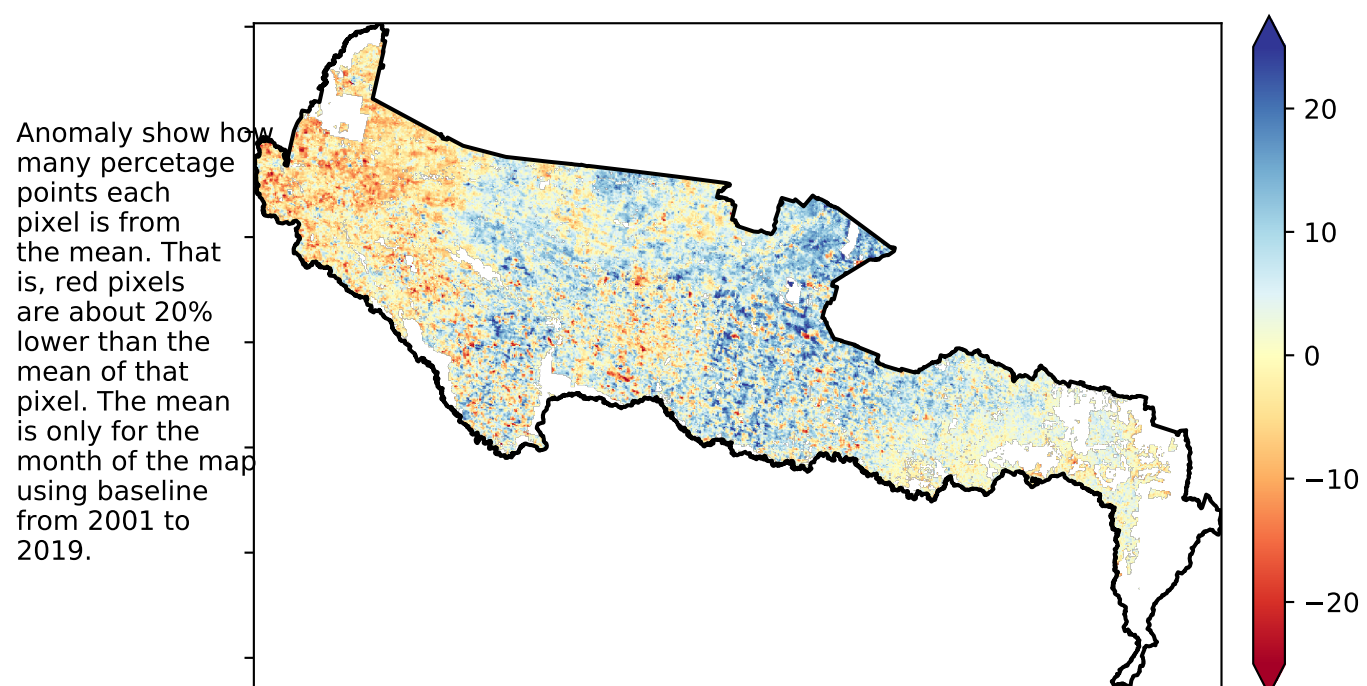 Anomaly show how
many percetage
points each
pixel is from
the mean. That
is, red pixels
are about 20%
lower than the
mean of that
pixel. The mean
is only for the
month of the map
using baseline
from 2001 to
2019.
20
10
0
−10
−20